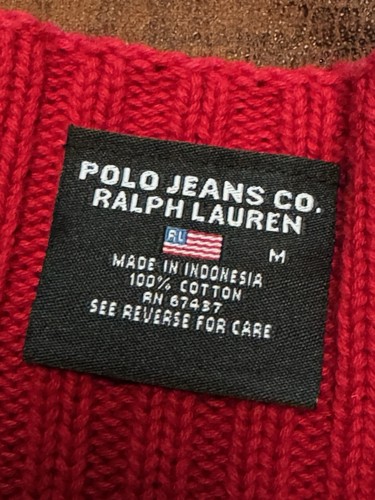 POLO JEANS CO.
RALPH LAUREN
RL
M
MADE IN INDONESIA
100% COTTON
RN 67437
SEE REVERSE FOR CARE